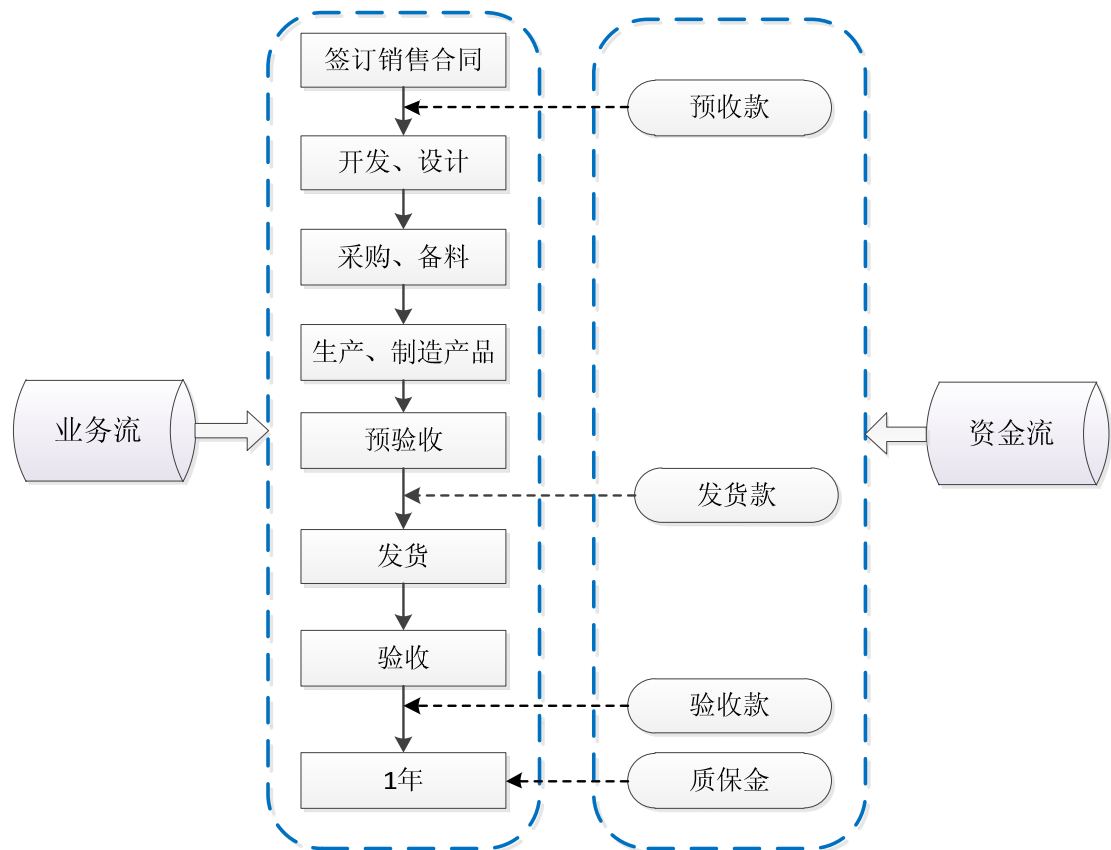 签订销售合同
预收款
开发、设计
采购、备料
生产、制造产品
业务流
预验收
资金流
发货款
发货
验收
验收款
1年
质保金